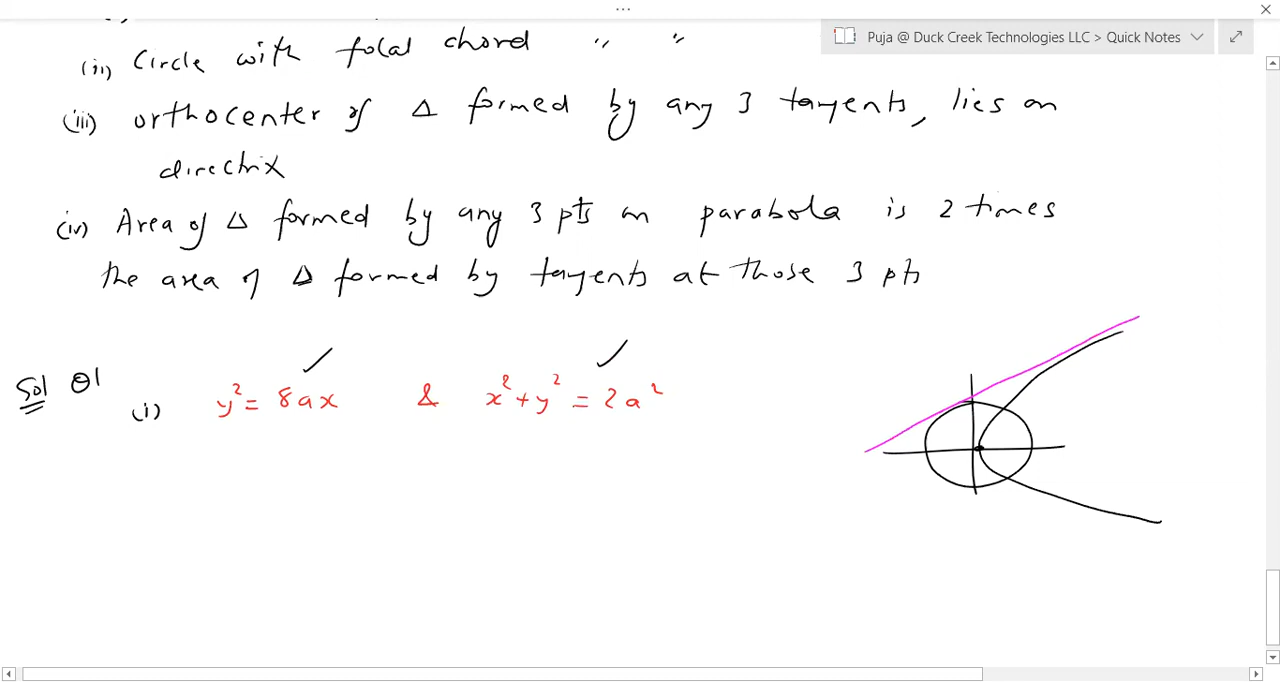 Puja @ Duck Creek Technologies LLC > Quick Notes
(ii) Circle with focal chord " "
(iii) orthocenter of Δ formed by any 3 tangents, lies on
directrix
(iv) Area of Δ formed by any 3 pts on parabola is 2 times
the area of Δ formed by tangents at those 3 pts
Sol Q1
(i) y² = 8ax & x² + y² = 2a²